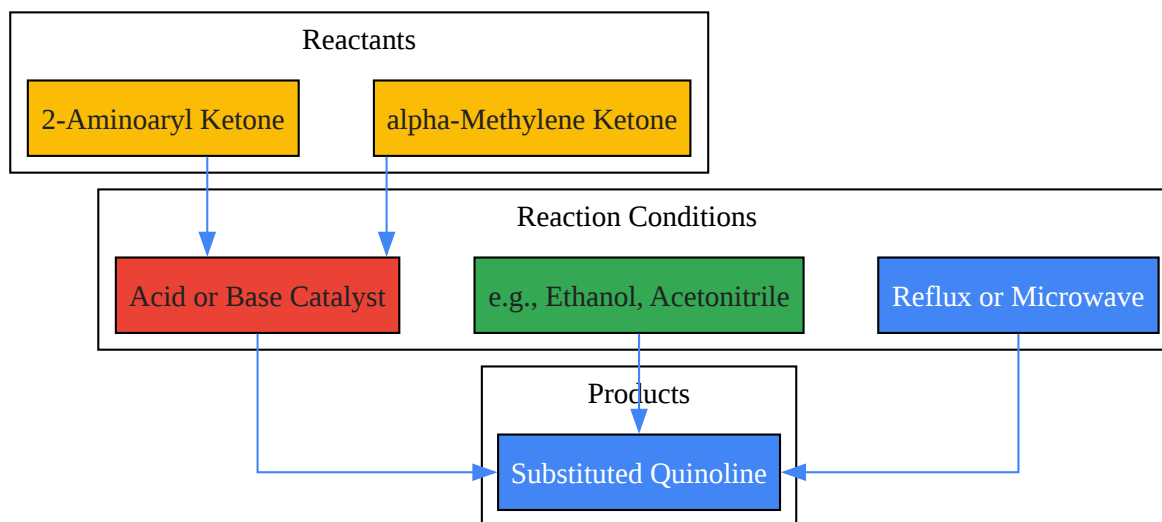 Reactants
2-Aminoaryl Ketone
alpha-Methylene Ketone
Reaction Conditions
Acid or Base Catalyst
e.g., Ethanol, Acetonitrile
Reflux or Microwave
Products
Substituted Quinoline